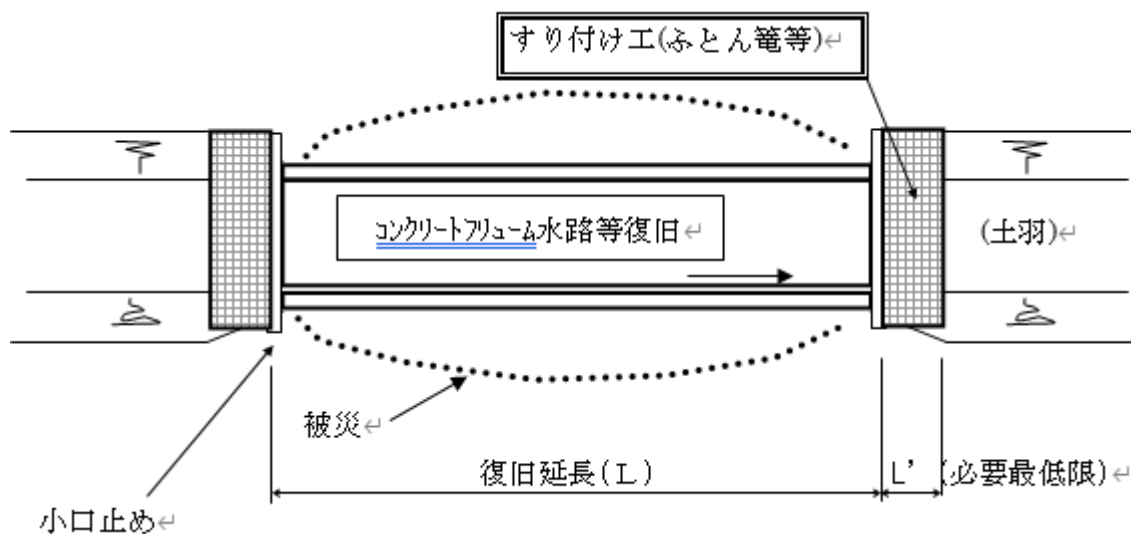 すり付け工(ふとん篭等)↵
コンクリートフリューム水路等復旧↵
(土羽)↵
被災↵
復旧延長(L)
L’(必要最低限)↵
小口止め↵